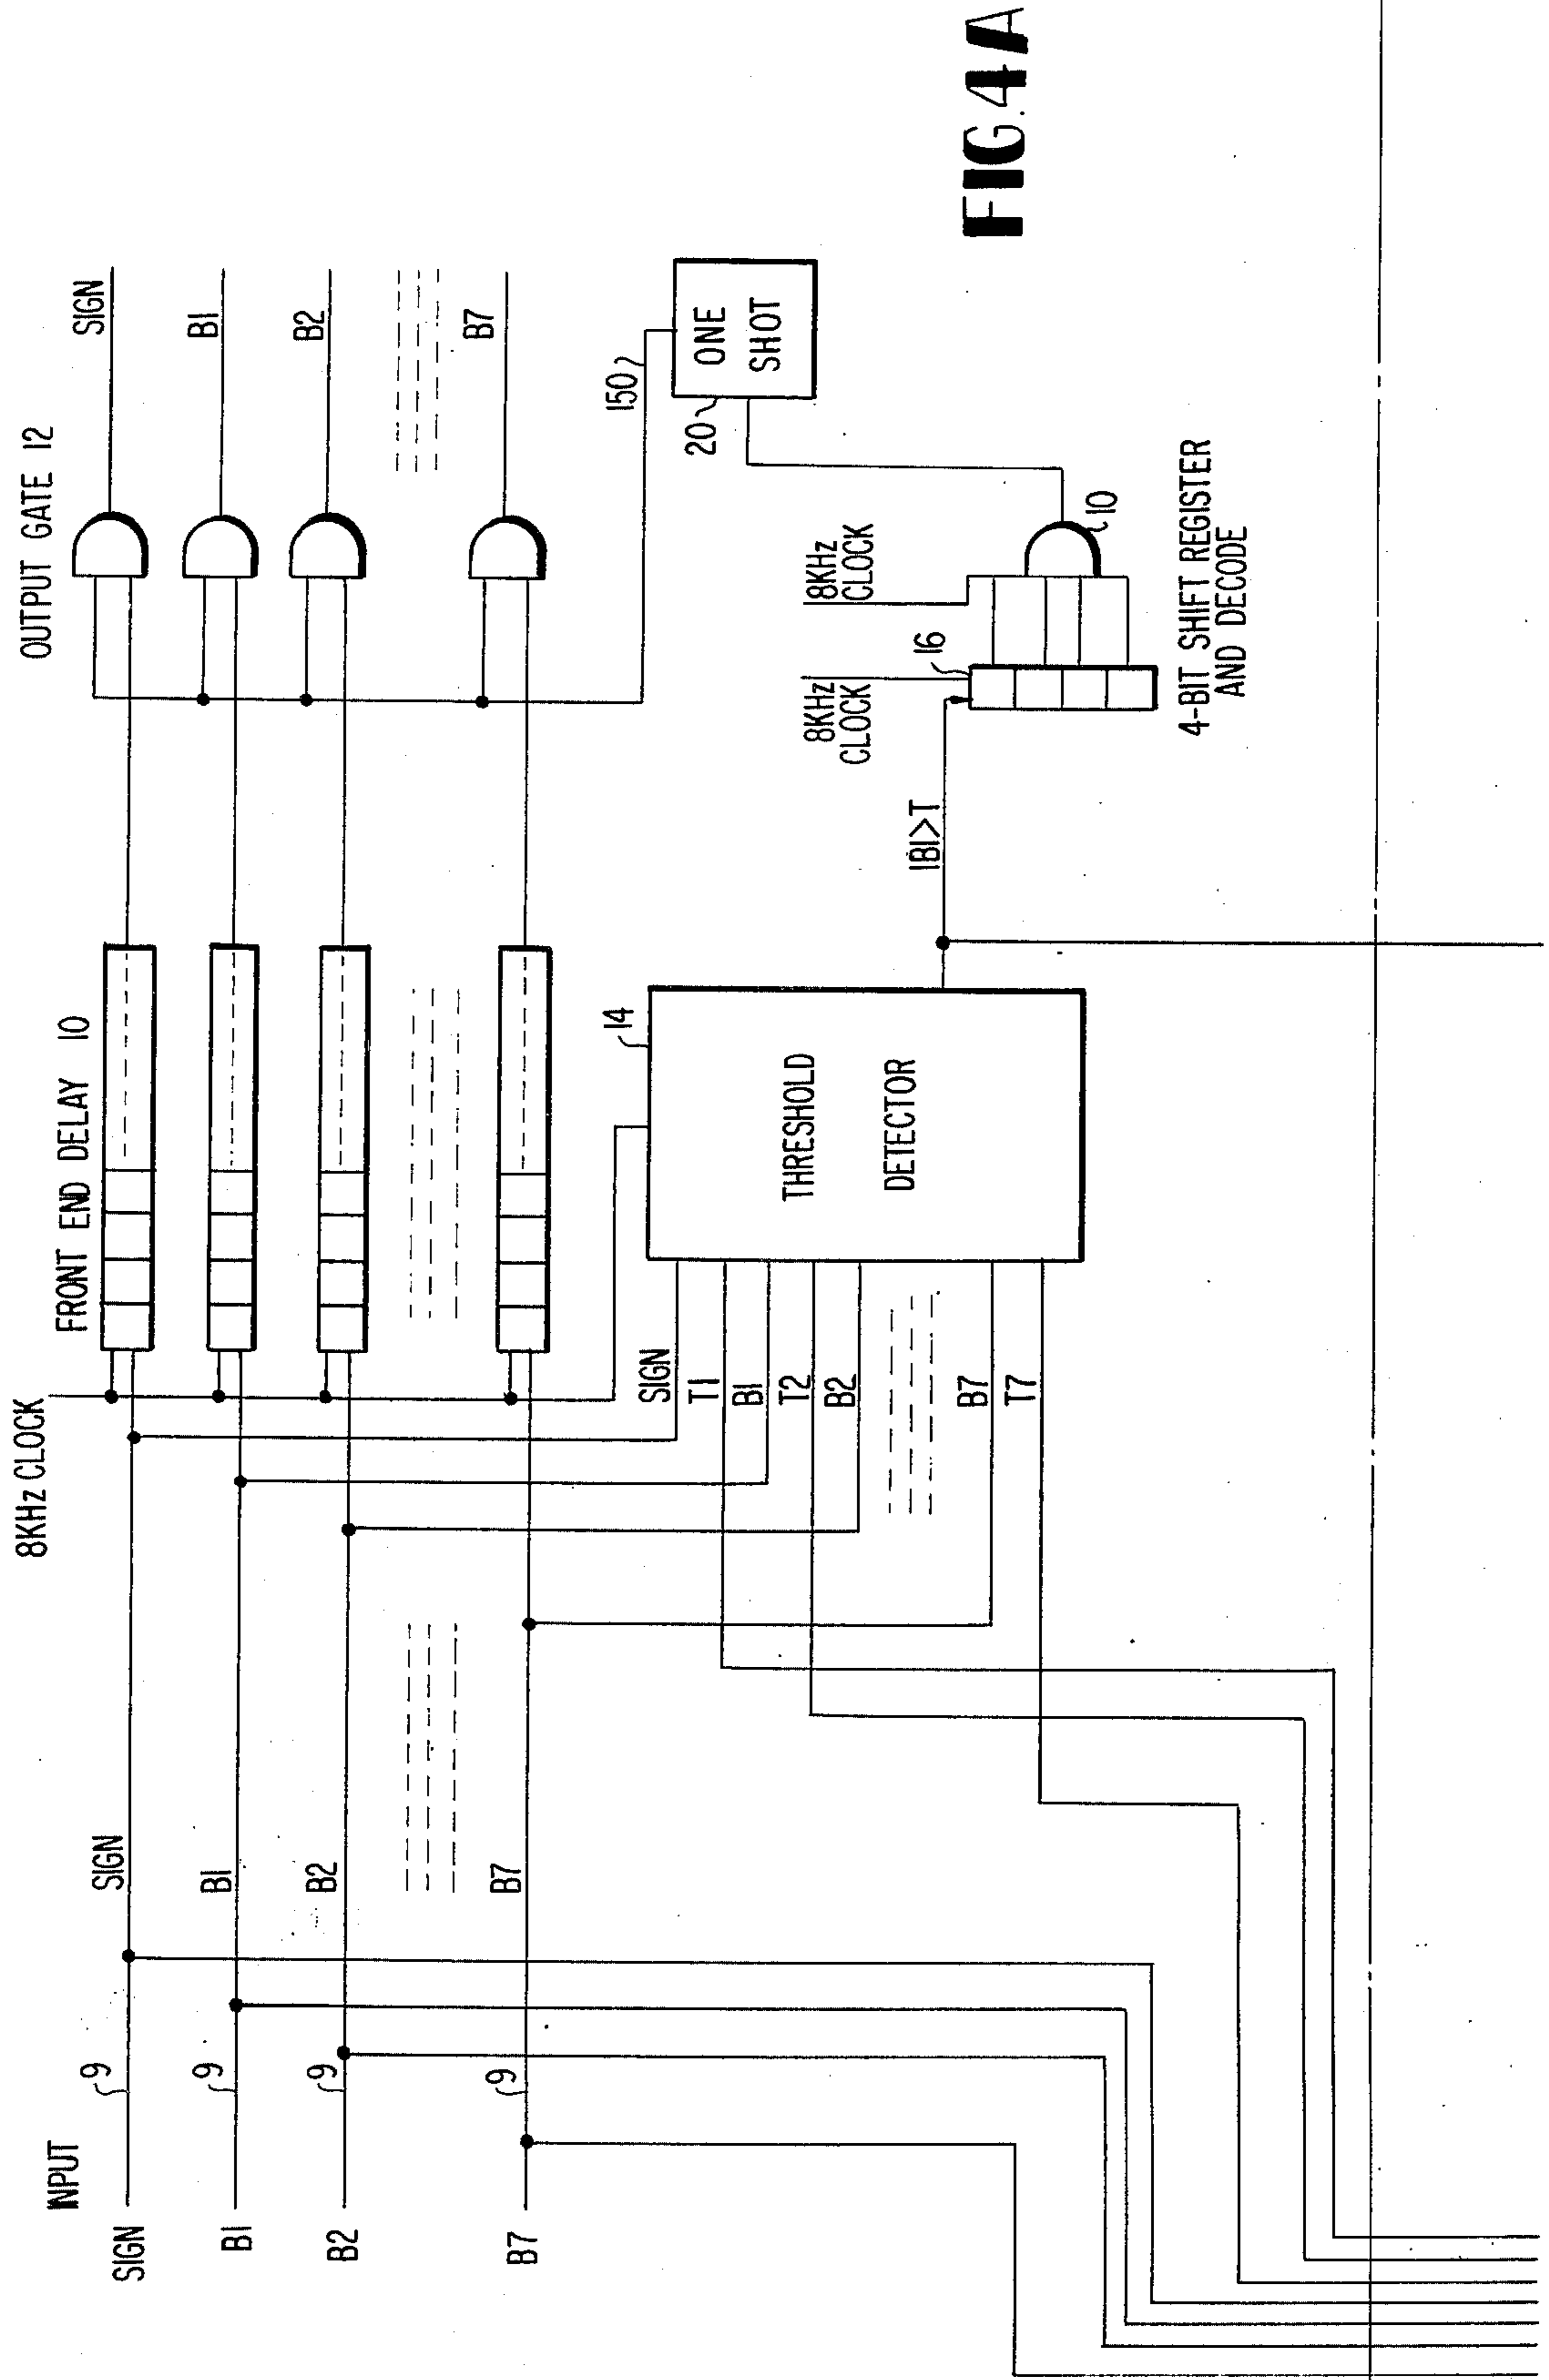 INPUT
8KHz CLOCK
FRONT END DELAY 10
OUTPUT GATE 12
SIGN
9
SIGN
SIGN
B1
9
B1
B1
B2
9
B2
B2
B7
9
B7
B7
150
20
ONE
SHOT
SIGN
T1
B1
T2
B2
B7
T7
14
THRESHOLD
DETECTOR
|B|>T
8KHz
CLOCK
16
8KHz
CLOCK
10
4-BIT SHIFT REGISTER
AND DECODE
FIG.4A